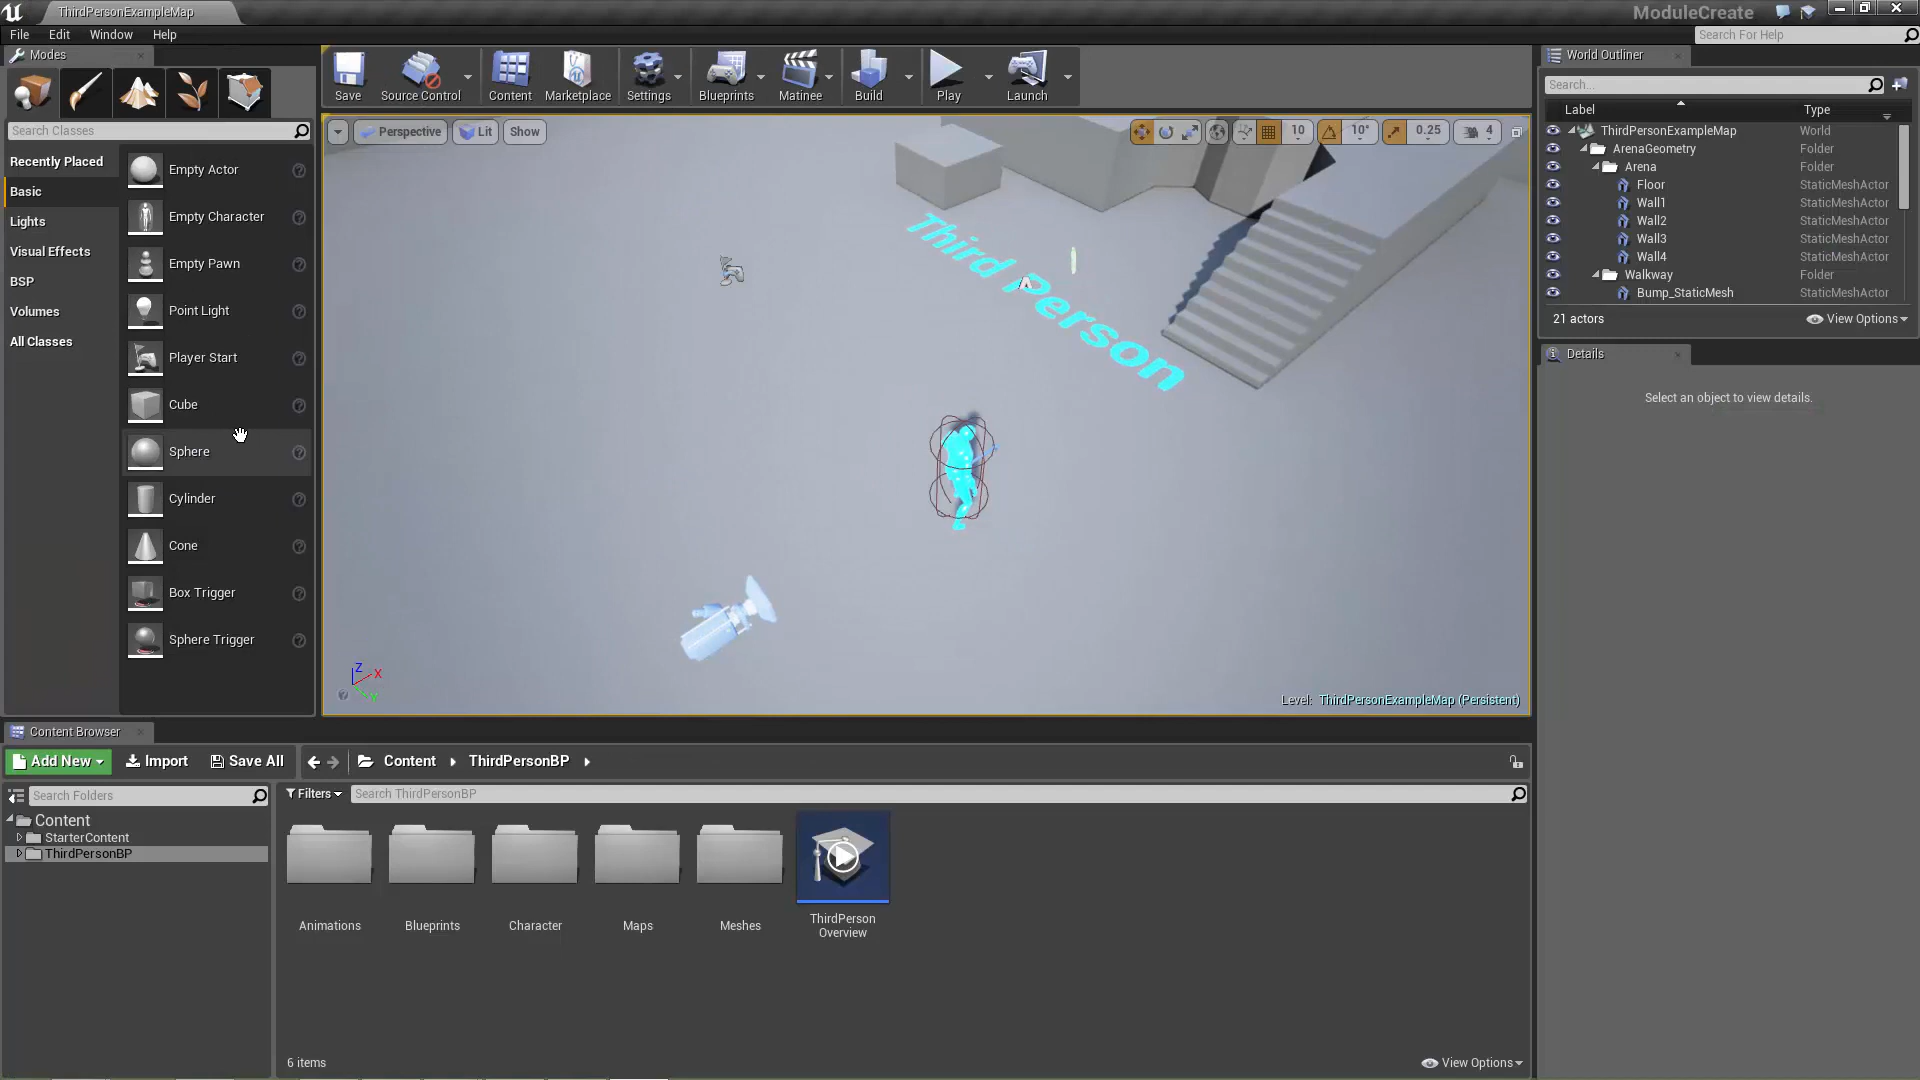 ThirdPersonExampleMap
ModuleCreate
File Edit Window Help
Search For Help
Modes
Save
Source Control
Content
Marketplace
Settings
Blueprints
Matinee
Build
Play
Launch
Search Classes
Recently Placed
Basic
Lights
Visual Effects
BSP
Volumes
All Classes
Empty Actor
Empty Character
Empty Pawn
Point Light
Player Start
Cube
Sphere
Cylinder
Cone
Box Trigger
Sphere Trigger
Perspective Lit Show
10 10° 0.25 4
Third Person
Z X Y
Level: ThirdPersonExampleMap (Persistent)
World Outliner
Search...
Label Type
ThirdPersonExampleMap World
ArenaGeometry Folder
Arena Folder
Floor StaticMeshActor
Wall1 StaticMeshActor
Wall2 StaticMeshActor
Wall3 StaticMeshActor
Wall4 StaticMeshActor
Walkway Folder
Bump_StaticMesh StaticMeshActor
21 actors View Options
Details
Select an object to view details.
Content Browser
Add New Import Save All Content ThirdPersonBP
Search Folders
Content
StarterContent
ThirdPersonBP
Filters Search ThirdPersonBP
Animations
Blueprints
Character
Maps
Meshes
ThirdPerson
Overview
6 items View Options